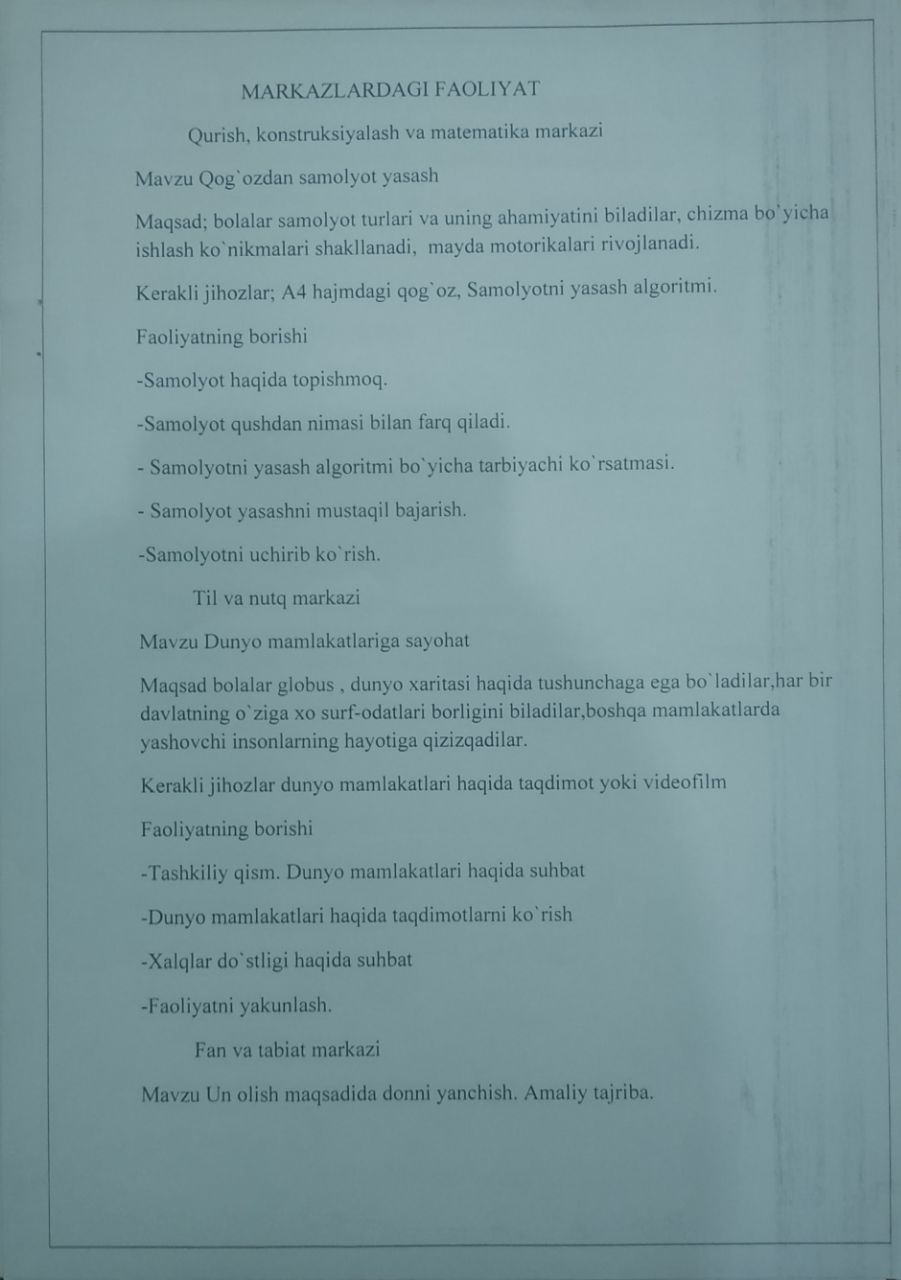 MARKAZLARDAGI FAOLIYAT
Qurish, konstruksiyalash va matematika markazi
Mavzu Qog`ozdan samolyot yasash
Maqsad; bolalar samolyot turlari va uning ahamiyatini biladilar, chizma bo`yicha
ishlash ko`nikmalari shakllanadi, mayda motorikalari rivojlanadi.
Kerakli jihozlar; A4 hajmdagi qog`oz, Samolyotni yasash algoritmi.
Faoliyatning borishi
-Samolyot haqida topishmoq.
-Samolyot qushdan nimasi bilan farq qiladi.
- Samolyotni yasash algoritmi bo`yicha tarbiyachi ko`rsatmasi.
- Samolyot yasashni mustaqil bajarish.
-Samolyotni uchirib ko`rish.
Til va nutq markazi
Mavzu Dunyo mamlakatlariga sayohat
Maqsad bolalar globus , dunyo xaritasi haqida tushunchaga ega bo`ladilar,har bir
davlatning o`ziga xo surf-odatlari borligini biladilar,boshqa mamlakatlarda
yashovchi insonlarning hayotiga qizizqadilar.
Kerakli jihozlar dunyo mamlakatlari haqida taqdimot yoki videofilm
Faoliyatning borishi
-Tashkiliy qism. Dunyo mamlakatlari haqida suhbat
-Dunyo mamlakatlari haqida taqdimotlarni ko`rish
-Xalqlar do`stligi haqida suhbat
-Faoliyatni yakunlash.
Fan va tabiat markazi
Mavzu Un olish maqsadida donni yanchish. Amaliy tajriba.